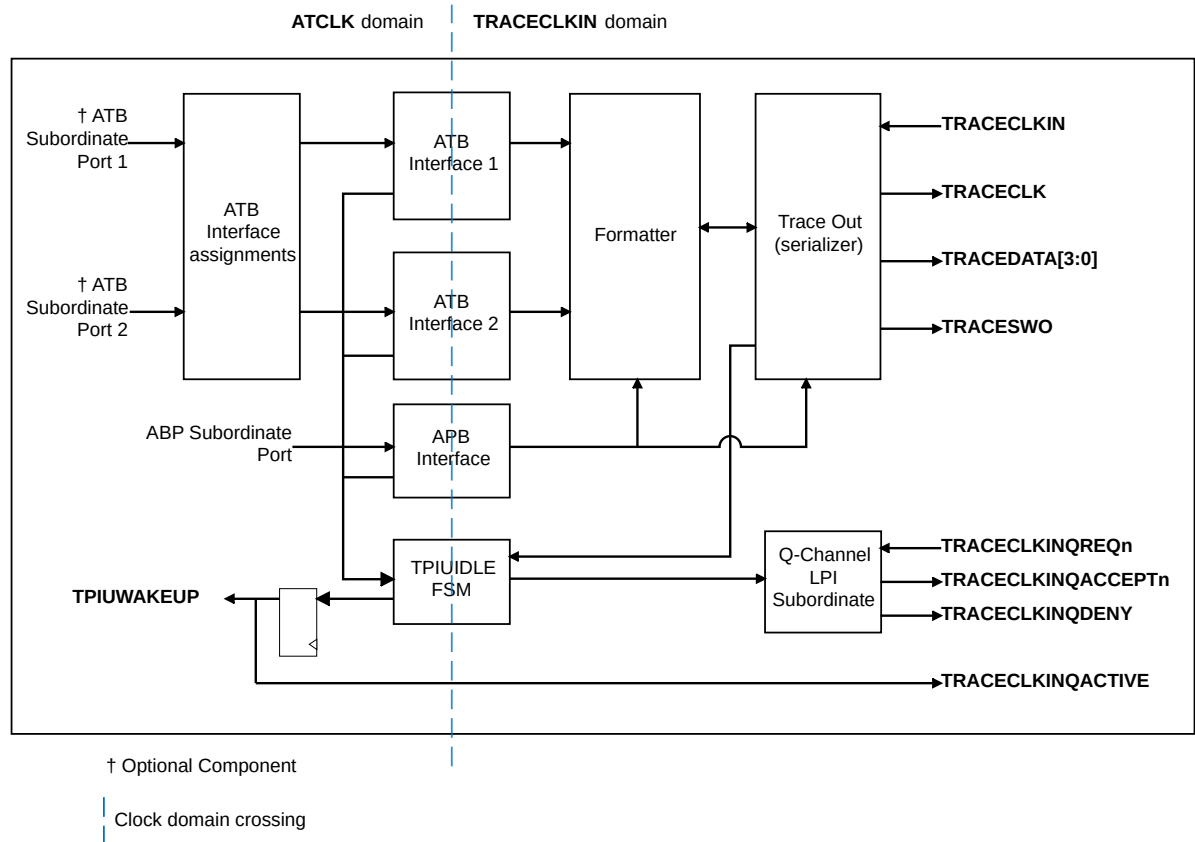 ATCLK domain
TRACECLKIN domain
† ATB
Subordinate
Port 1
ATB
Interface
assignments
ATB
Interface 1
Formatter
Trace Out
(serializer)
TRACECLKIN
TRACECLK
TRACEDATA[3:0]
TRACESWO
† ATB
Subordinate
Port 2
ATB
Interface 2
ABP Subordinate
Port
APB
Interface
TPIUIDLE
FSM
Q-Channel
LPI
Subordinate
TRACECLKINQREQn
TRACECLKINQACCEPTn
TRACECLKINQDENY
TPIUWAKEUP
TRACECLKINQACTIVE
† Optional Component
Clock domain crossing